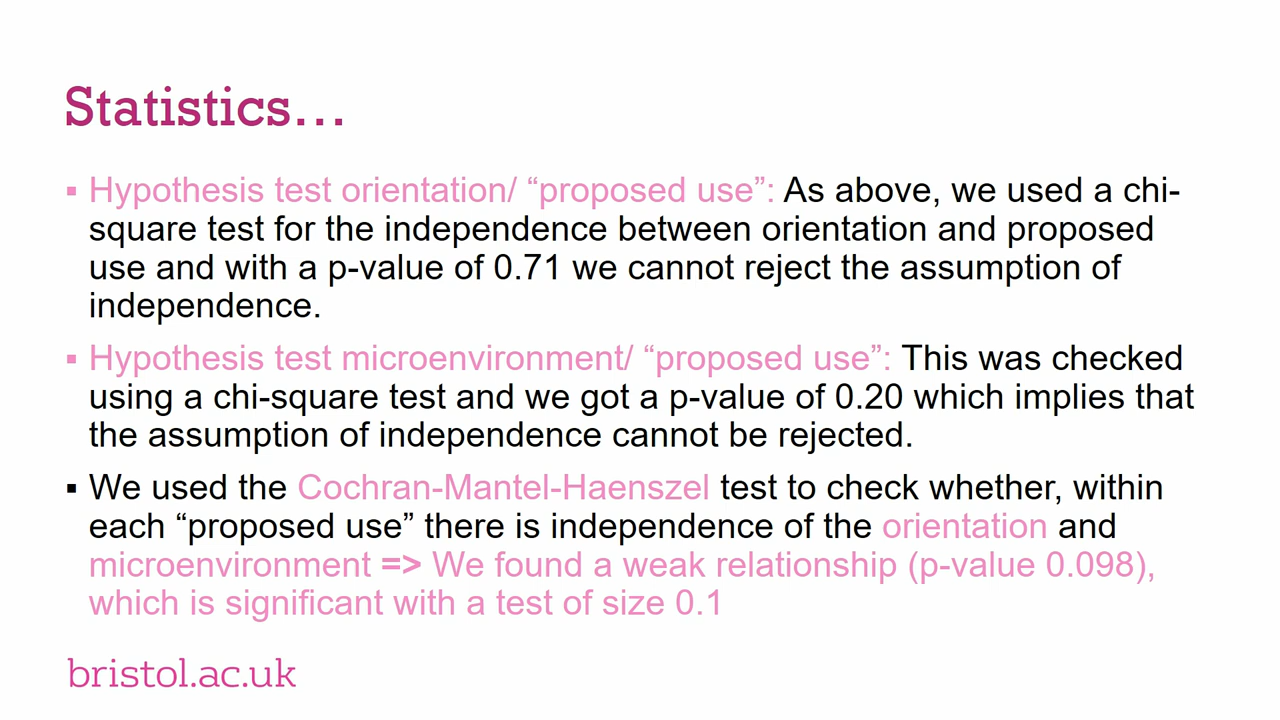 Statistics…
▪ Hypothesis test orientation/ “proposed use”: As above, we used a chi-
square test for the independence between orientation and proposed
use and with a p-value of 0.71 we cannot reject the assumption of
independence.
▪ Hypothesis test microenvironment/ “proposed use”: This was checked
using a chi-square test and we got a p-value of 0.20 which implies that
the assumption of independence cannot be rejected.
▪ We used the Cochran-Mantel-Haenszel test to check whether, within
each “proposed use” there is independence of the orientation and
microenvironment => We found a weak relationship (p-value 0.098),
which is significant with a test of size 0.1
bristol.ac.uk